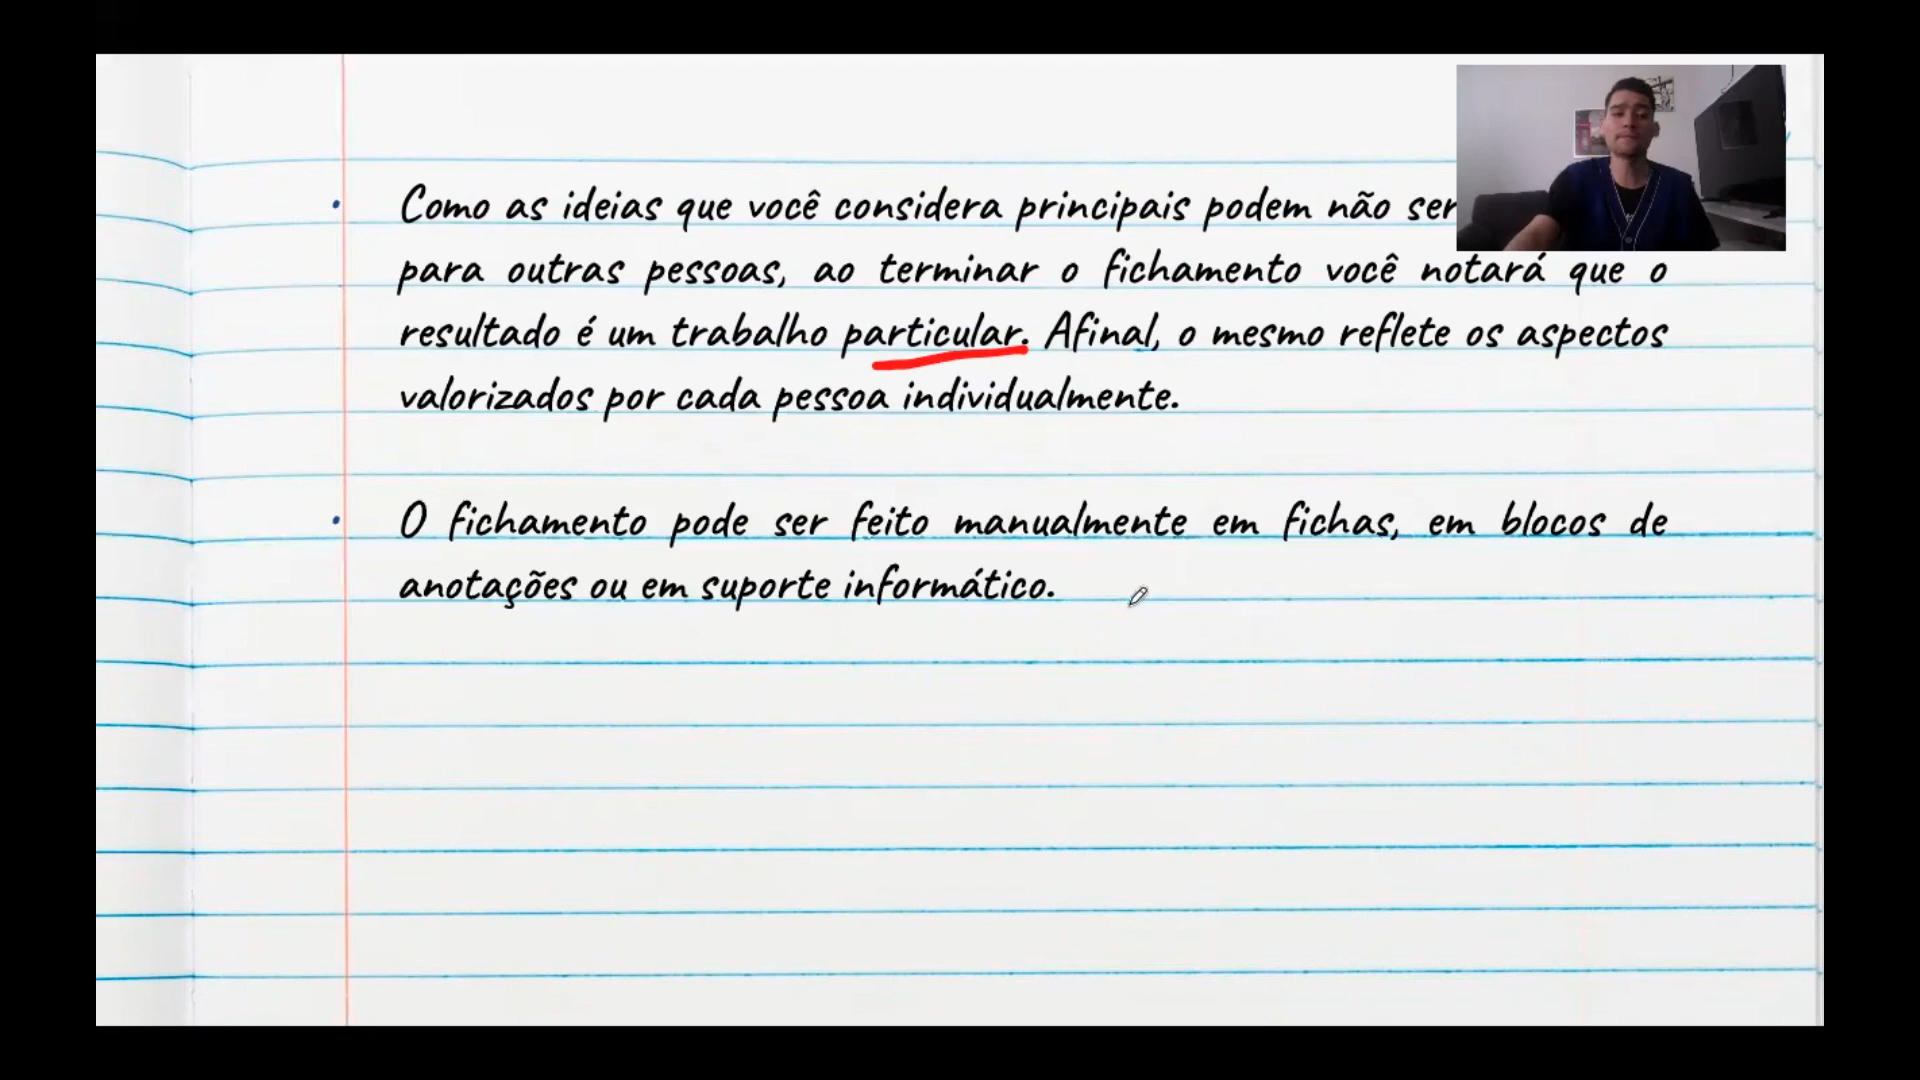 • Como as ideias que você considera principais podem não ser
para outras pessoas, ao terminar o fichamento você notará que o
resultado é um trabalho particular. Afinal, o mesmo reflete os aspectos
valorizados por cada pessoa individualmente.
• O fichamento pode ser feito manualmente em fichas, em blocos de
anotações ou em suporte informático.